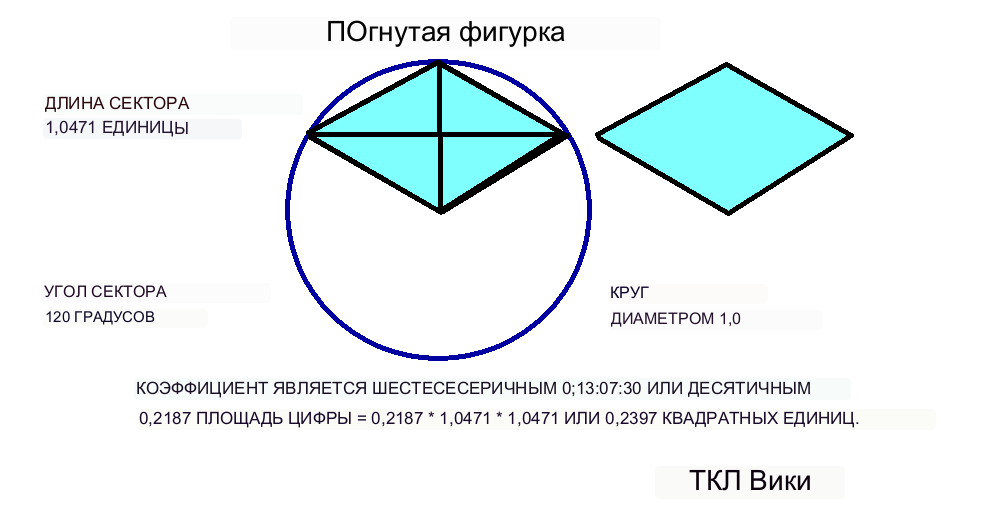 ПОгнутая фигурка
ДЛИНА СЕКТОРА
1,0471 ЕДИНИЦЫ
УГОЛ СЕКТОРА
120 ГРАДУСОВ
КРУГ
ДИАМЕТРОМ 1,0
КОЭФФИЦИЕНТ ЯВЛЯЕТСЯ ШЕСТЕСЕСЕРИЧНЫМ 0;13:07:30 ИЛИ ДЕСЯТИЧНЫМ
0,2187 ПЛОЩАДЬ ЦИФРЫ = 0,2187 * 1,0471 * 1,0471 ИЛИ 0,2397 КВАДРАТНЫХ ЕДИНИЦ.
ТКЛ Вики